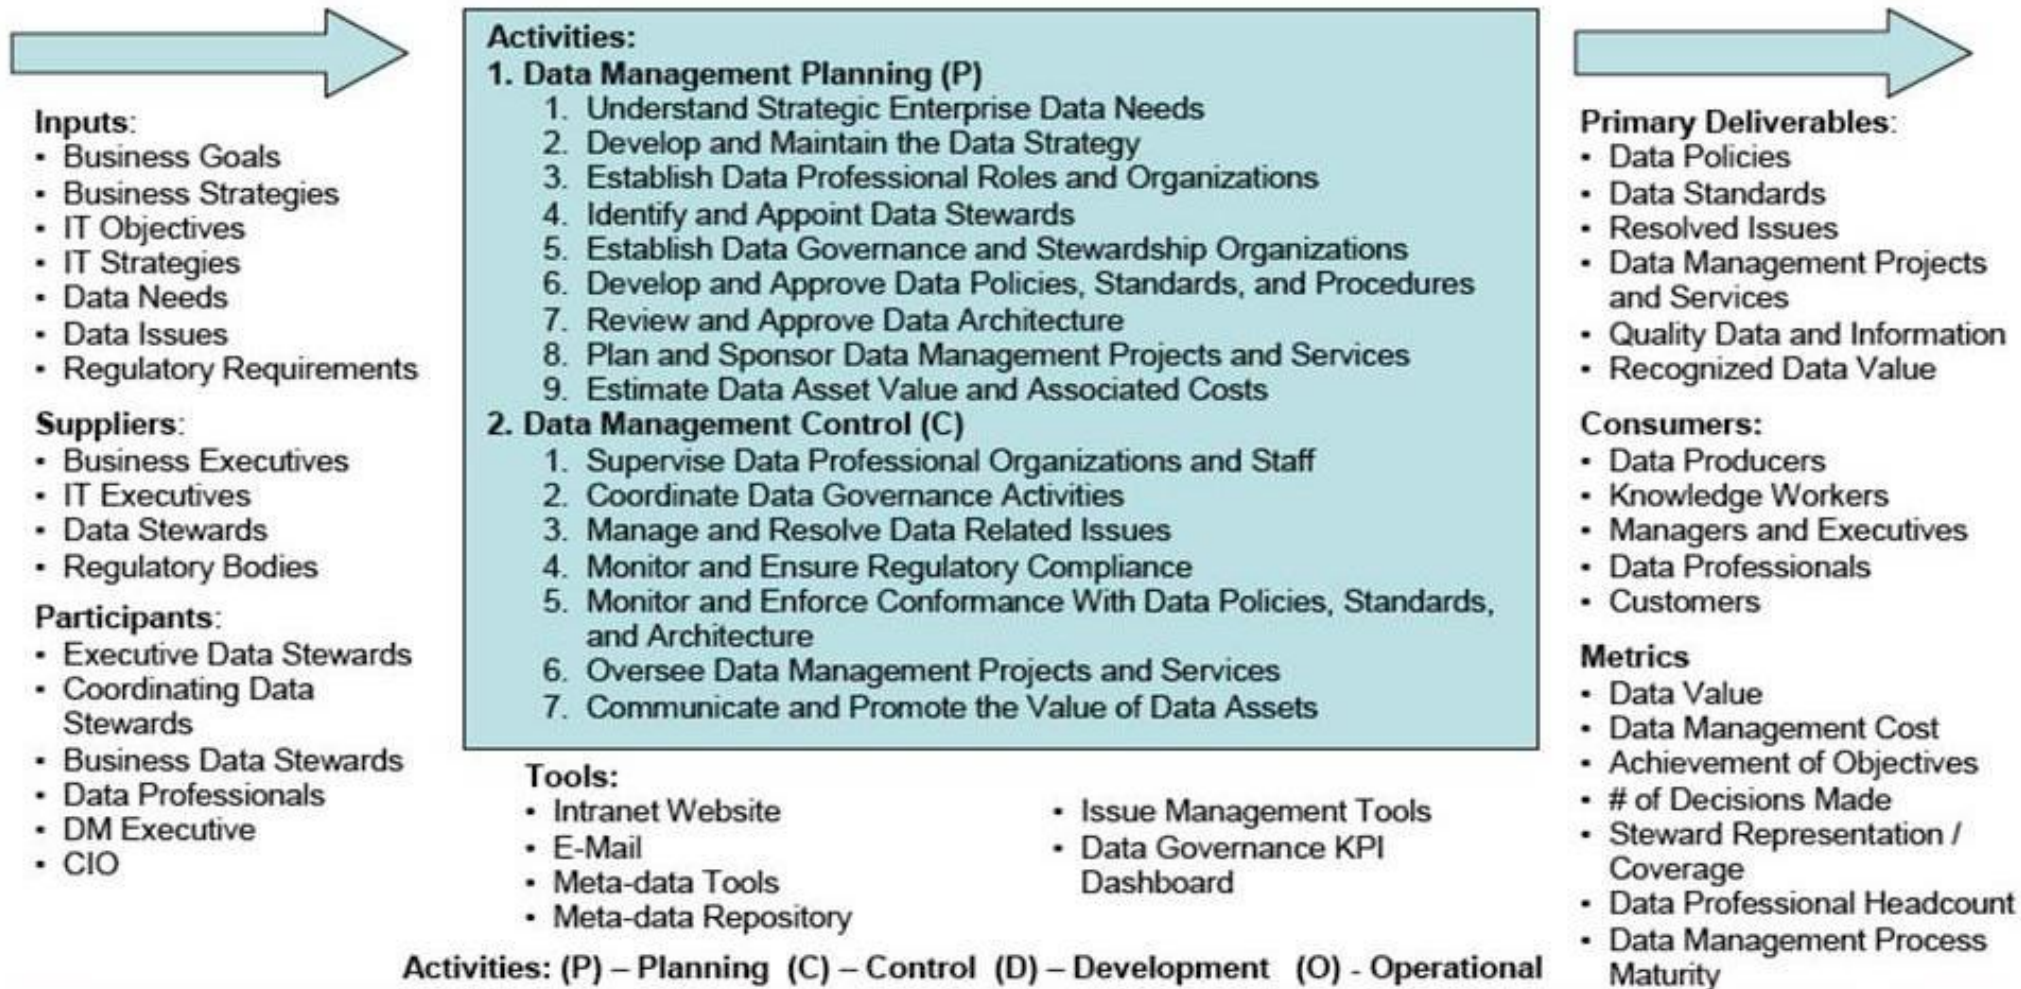 Inputs:
• Business Goals
• Business Strategies
• IT Objectives
• IT Strategies
• Data Needs
• Data Issues
• Regulatory Requirements
Suppliers:
• Business Executives
• IT Executives
• Data Stewards
• Regulatory Bodies
Participants:
• Executive Data Stewards
• Coordinating Data
Stewards
• Business Data Stewards
• Data Professionals
• DM Executive
• CIO
Activities:
1. Data Management Planning (P)
1. Understand Strategic Enterprise Data Needs
2. Develop and Maintain the Data Strategy
3. Establish Data Professional Roles and Organizations
4. Identify and Appoint Data Stewards
5. Establish Data Governance and Stewardship Organizations
6. Develop and Approve Data Policies, Standards, and Procedures
7. Review and Approve Data Architecture
8. Plan and Sponsor Data Management Projects and Services
9. Estimate Data Asset Value and Associated Costs
2. Data Management Control (C)
1. Supervise Data Professional Organizations and Staff
2. Coordinate Data Governance Activities
3. Manage and Resolve Data Related Issues
4. Monitor and Ensure Regulatory Compliance
5. Monitor and Enforce Conformance With Data Policies, Standards,
and Architecture
6. Oversee Data Management Projects and Services
7. Communicate and Promote the Value of Data Assets
Tools:
• Intranet Website
• E-Mail
• Meta-data Tools
• Meta-data Repository
• Issue Management Tools
• Data Governance KPI
Dashboard
Primary Deliverables:
• Data Policies
• Data Standards
• Resolved Issues
• Data Management Projects
and Services
• Quality Data and Information
• Recognized Data Value
Consumers:
• Data Producers
• Knowledge Workers
• Managers and Executives
• Data Professionals
• Customers
Metrics
• Data Value
• Data Management Cost
• Achievement of Objectives
• # of Decisions Made
• Steward Representation /
Coverage
• Data Professional Headcount
• Data Management Process
Maturity
Activities: (P) – Planning (C) – Control (D) – Development (O) - Operational